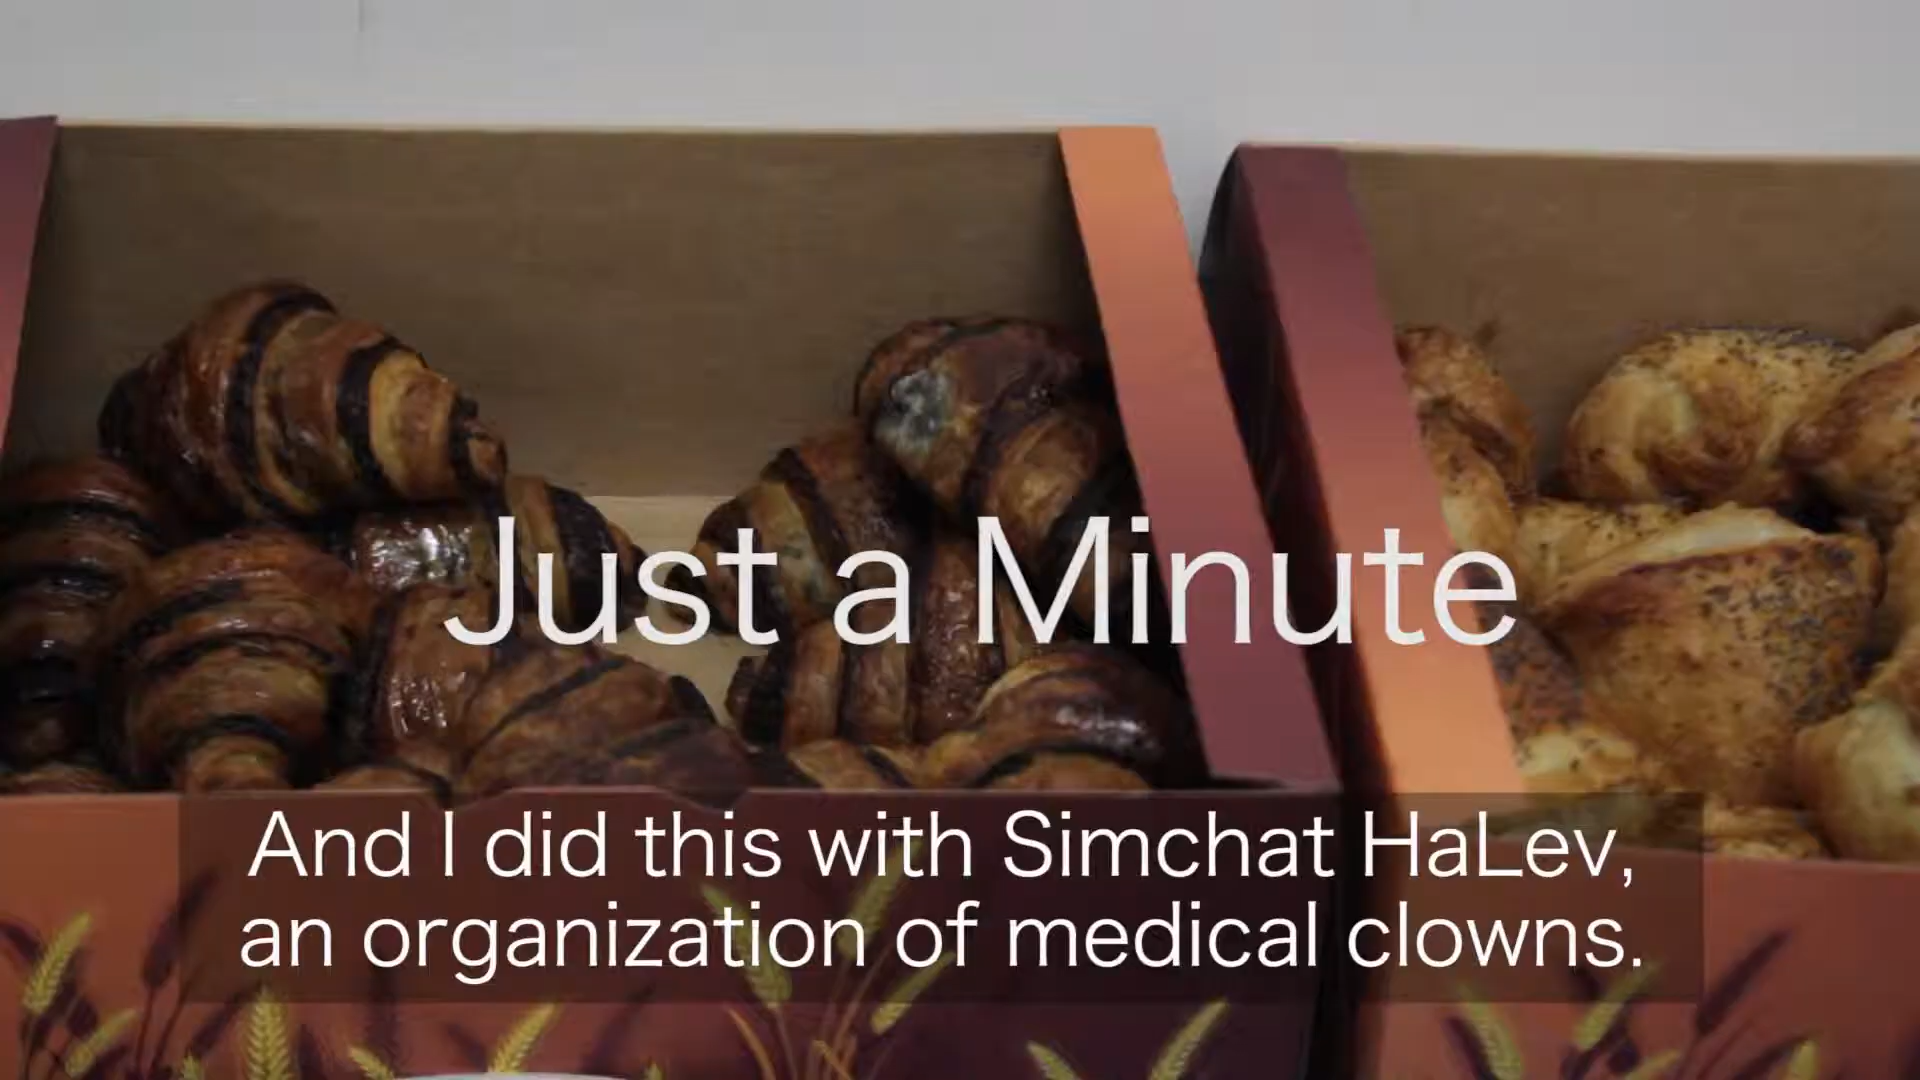 Just a Minute
And I did this with Simchat HaLev,
an organization of medical clowns.